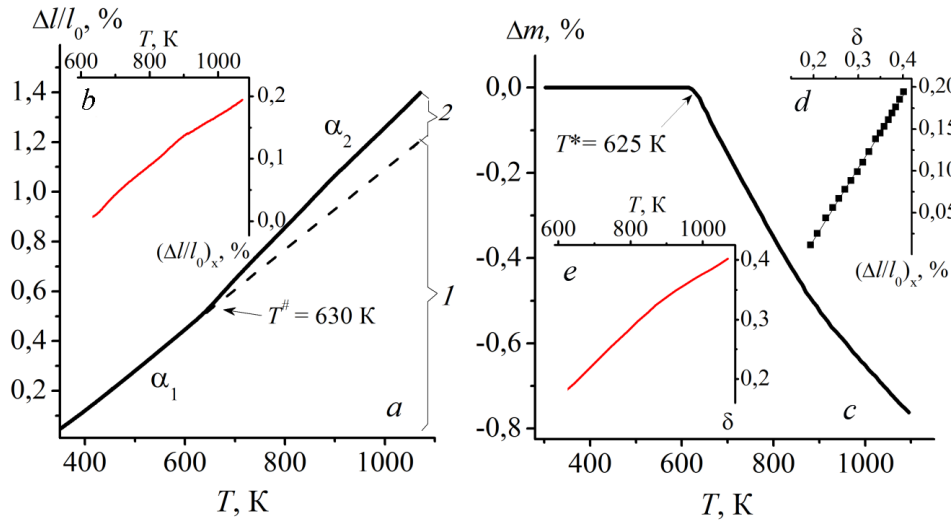 Δl/l₀, %
T, К
600 800 1000
b
0,2
0,1
0,0
(Δl/l₀)ₓ, %
1,4
1,2
1,0
0,8
0,6
0,4
0,2
α₂
2
1
T# = 630 К
α₁
a
400 600 800 1000
T, К
Δm, %
δ
0,2 0,3 0,4
d
0,20
0,15
0,10
0,05
(Δl/l₀)ₓ, %
0,0
-0,2
-0,4
-0,6
-0,8
T* = 625 К
T, К
600 800 1000
e
0,4
0,3
0,2
δ
c
400 600 800 1000
T, К